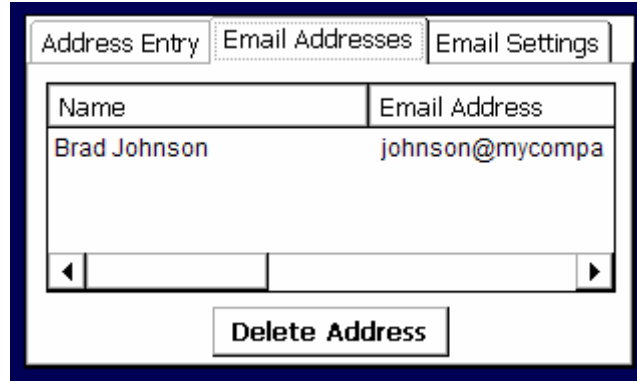 Address Entry Email Addresses Email Settings
Name Email Address
Brad Johnson johnson@mycompa
Delete Address